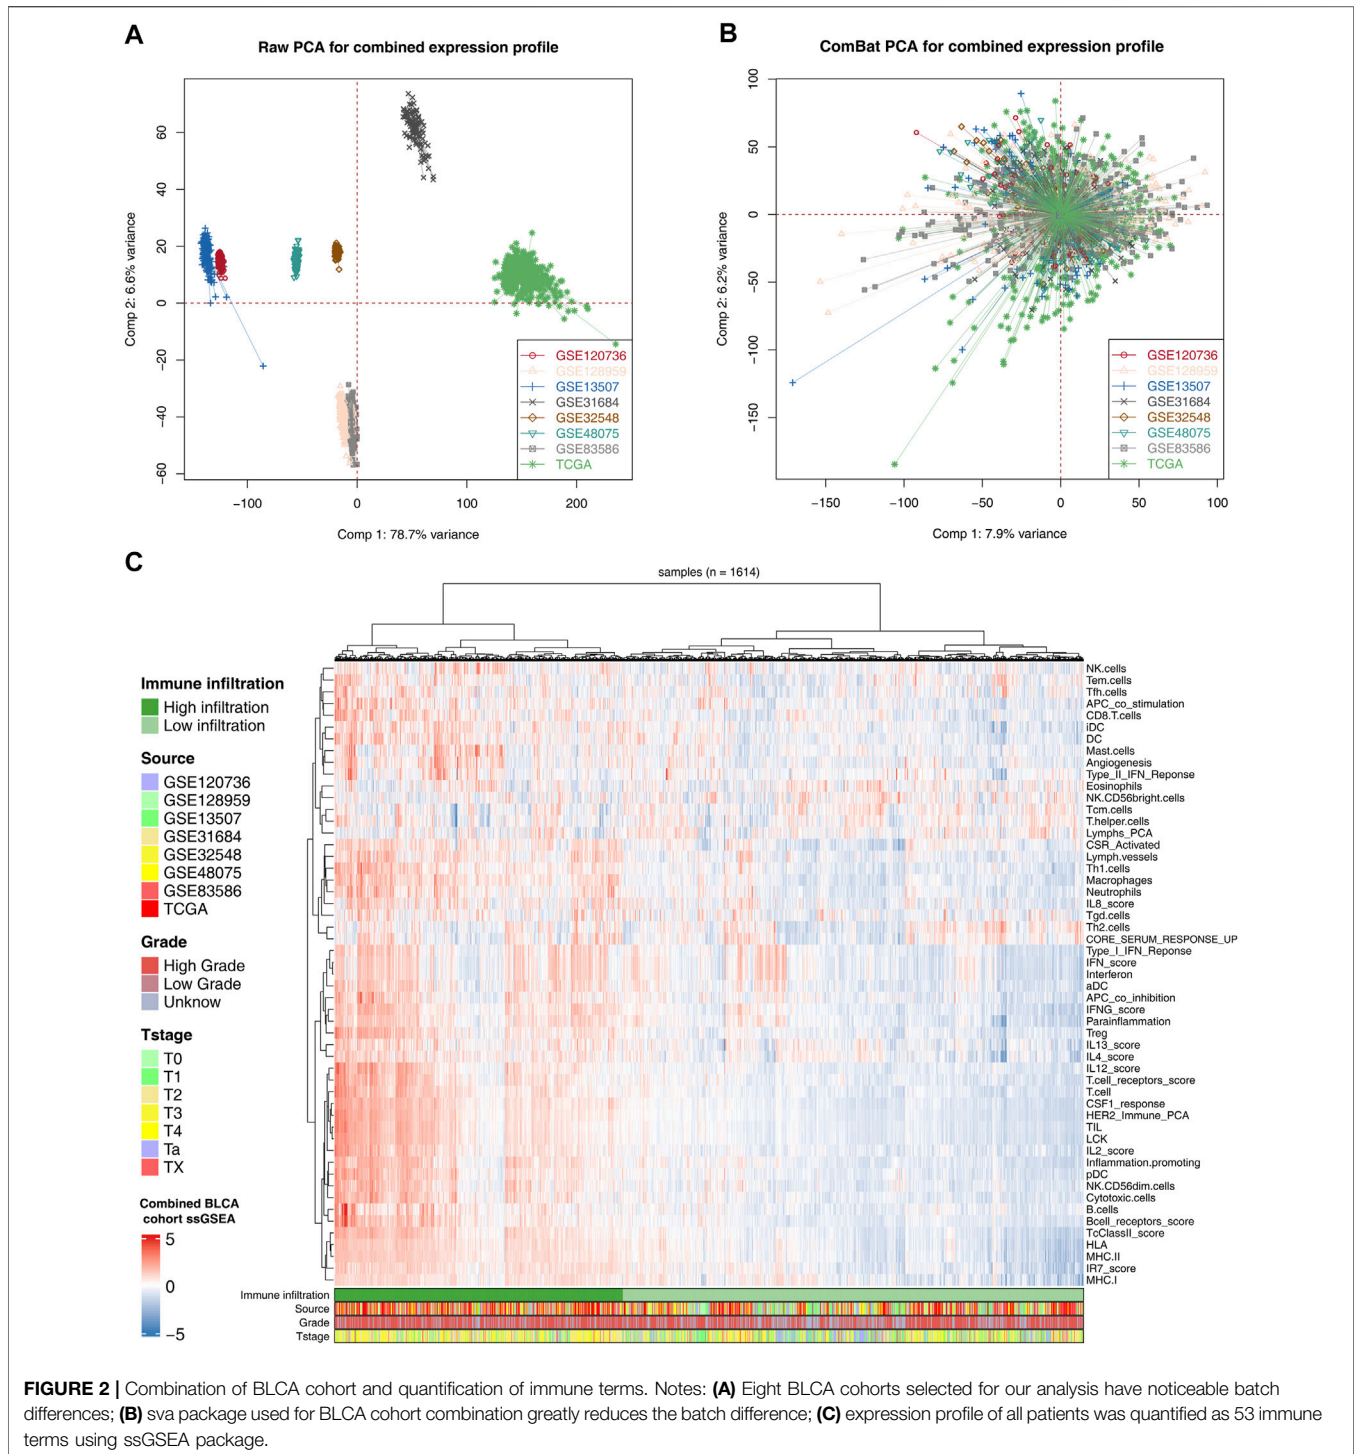 A
Raw PCA for combined expression profile
Comp 2: 6.6% variance
60
40
20
0
−20
−40
−60
−100
0
100
200
Comp 1: 78.7% variance
GSE120736
GSE128959
GSE13507
GSE31684
GSE32548
GSE48075
GSE83586
TCGA
B
ComBat PCA for combined expression profile
Comp 2: 6.2% variance
100
50
0
−50
−100
−150
−150
−100
−50
0
50
100
Comp 1: 7.9% variance
GSE120736
GSE128959
GSE13507
GSE31684
GSE32548
GSE48075
GSE83586
TCGA
C
samples (n = 1614)
Immune infiltration
High infiltration
Low infiltration
Source
GSE120736
GSE128959
GSE13507
GSE31684
GSE32548
GSE48075
GSE83586
TCGA
Grade
High Grade
Low Grade
Unknow
Tstage
T0
T1
T2
T3
T4
Ta
TX
Combined BLCA
cohort ssGSEA
5
0
−5
NK.cells
Tem.cells
Tfh.cells
APC_co_stimulation
CD8.T.cells
iDC
DC
Mast.cells
Angiogenesis
Type_II_IFN_Reponse
Eosinophils
NK.CD56bright.cells
Tcm.cells
T.helper.cells
Lymphs_PCA
CSR_Activated
Lymph.vessels
Th1.cells
Macrophages
Neutrophils
IL8_score
Tgd.cells
Th2.cells
CORE_SERUM_RESPONSE_UP
Type_I_IFN_Reponse
IFN_score
Interferon
aDC
APC_co_inhibition
IFNG_score
Parainflammation
Treg
IL13_score
IL4_score
IL12_score
T.cell_receptors_score
T.cell
CSF1_response
HER2_Immune_PCA
TIL
LCK
IL2_score
Inflammation.promoting
pDC
NK.CD56dim.cells
Cytotoxic.cells
B.cells
Bcell_receptors_score
TcClassII_score
HLA
MHC.II
IR7_score
MHC.I
Immune infiltration
Source
Grade
Tstage
FIGURE 2 | Combination of BLCA cohort and quantification of immune terms. Notes: (A) Eight BLCA cohorts selected for our analysis have noticeable batch
differences; (B) sva package used for BLCA cohort combination greatly reduces the batch difference; (C) expression profile of all patients was quantified as 53 immune
terms using ssGSEA package.